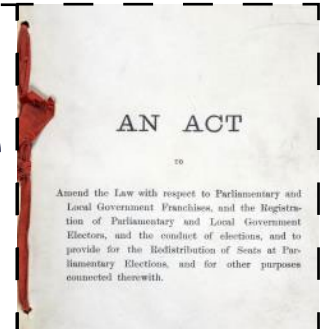 AN ACT
TO
Amend the Law with respect to Parliamentary and
Local Government Franchises, and the Registra-
tion of Parliamentary and Local Government
Electors, and the conduct of elections, and to
provide for the Redistribution of Seats at Par-
liamentary Elections, and for other purposes
connected therewith.